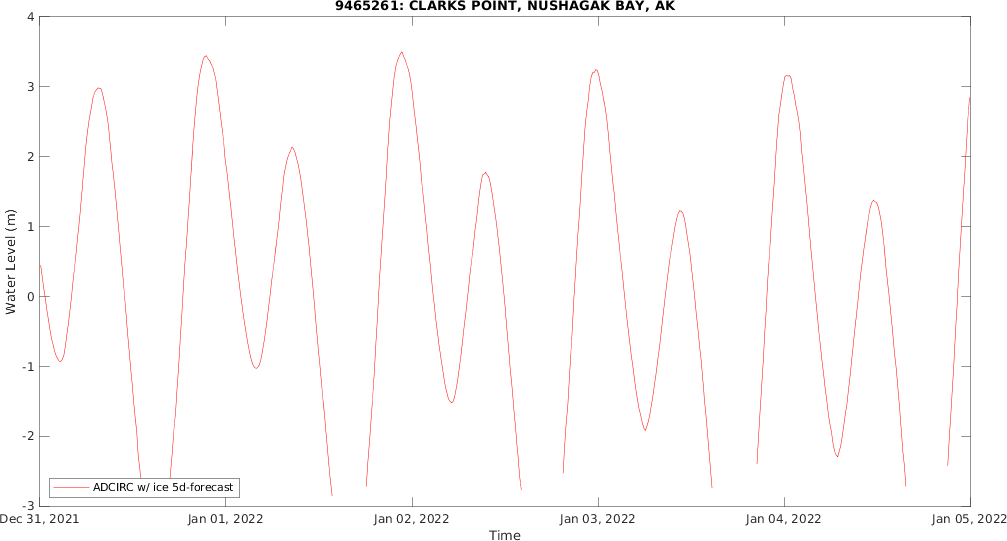 9465261: CLARKS POINT, NUSHAGAK BAY, AK
4
3
2
1
0
-1
-2
-3
Water Level (m)
ADCIRC w/ ice 5d-forecast
Dec 31, 2021 Jan 01, 2022 Jan 02, 2022 Jan 03, 2022 Jan 04, 2022 Jan 05, 2022
Time